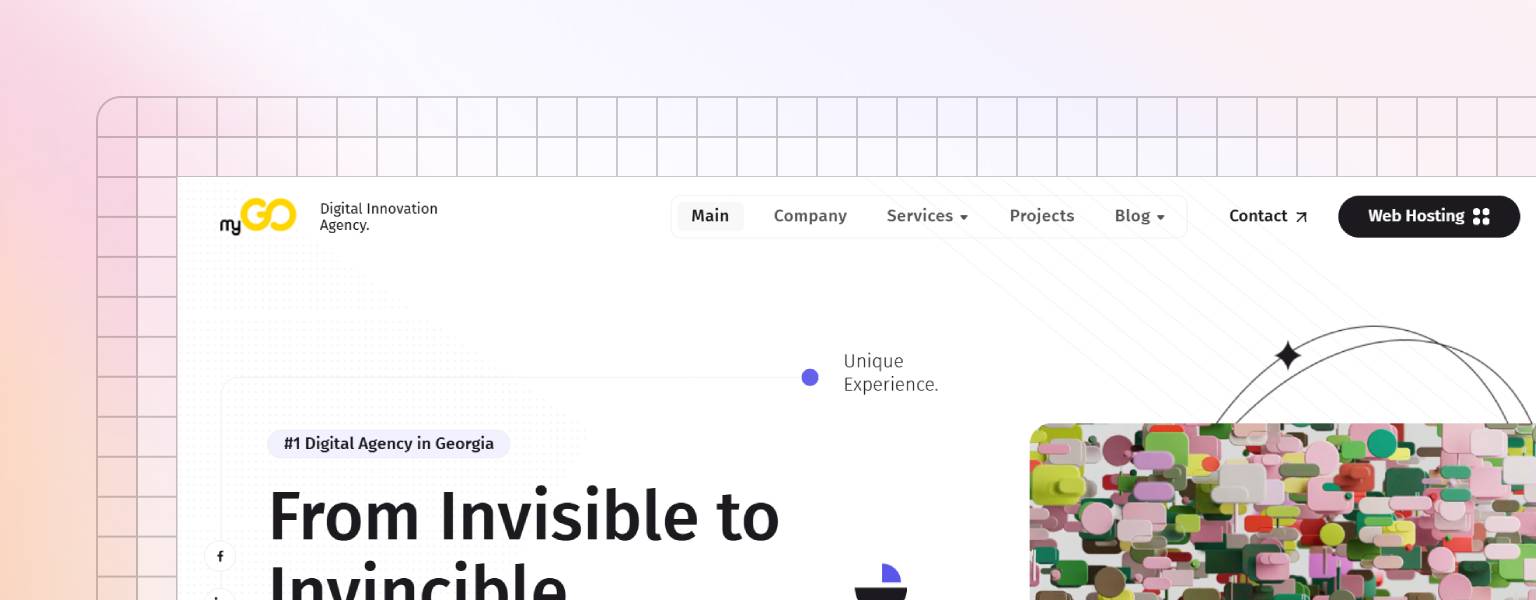 myGO
Digital Innovation
Agency.
Main
Company
Services
Projects
Blog
Contact
Web Hosting
Unique
Experience.
#1 Digital Agency in Georgia
From Invisible to
Invincible